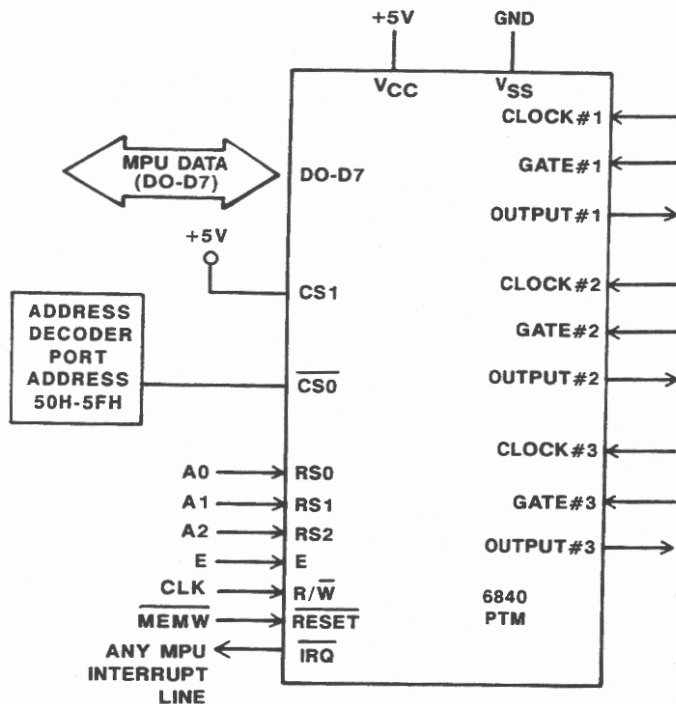 +5V
GND
VCC
VSS
CLOCK#1
MPU DATA
(DO-D7)
DO-D7
GATE#1
OUTPUT#1
+5V
CS1
CLOCK#2
ADDRESS
DECODER
PORT
ADDRESS
50H-5FH
GATE#2
CS0
OUTPUT#2
CLOCK#3
A0
RS0
A1
RS1
GATE#3
A2
RS2
E
E
OUTPUT#3
CLK
R/W
6840
PTM
MEMW
RESET
ANY MPU
INTERRUPT
LINE
IRQ